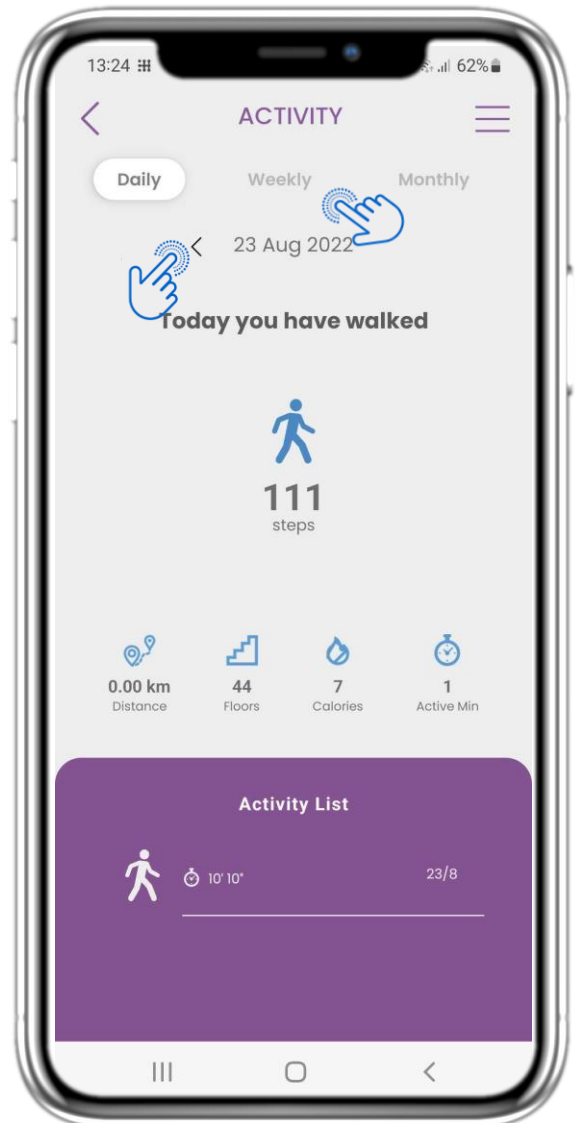 13:24 62%
ACTIVITY
Daily Weekly Monthly
23 Aug 2022
Today you have walked
111
steps
0.00 km 44 7 1
Distance Floors Calories Active Min
Activity List
10' 10" 23/8